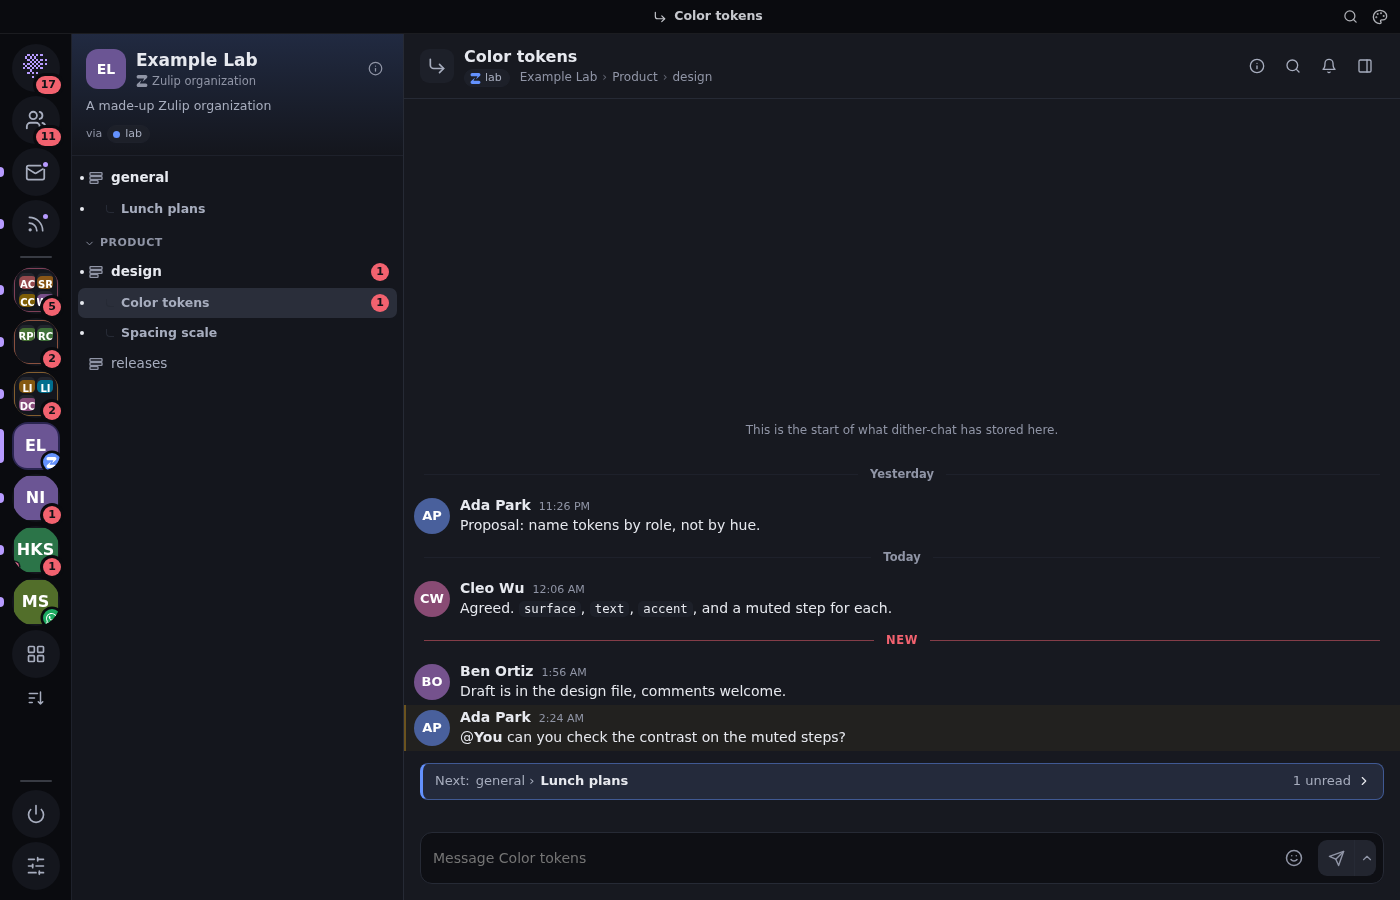 Color tokens
17
11
AC SR
CC
5
RP RC
2
LI LI
DC
2
EL
NI
1
HKS
1
MS
EL
Example Lab
Zulip organization
A made-up Zulip organization
via lab
general
Lunch plans
PRODUCT
design 1
Color tokens 1
Spacing scale
releases
Color tokens
lab Example Lab › Product › design
This is the start of what dither-chat has stored here.
Yesterday
AP
Ada Park 11:26 PM
Proposal: name tokens by role, not by hue.
Today
CW
Cleo Wu 12:06 AM
Agreed. surface, text, accent, and a muted step for each.
NEW
BO
Ben Ortiz 1:56 AM
Draft is in the design file, comments welcome.
AP
Ada Park 2:24 AM
@You can you check the contrast on the muted steps?
Next: general › Lunch plans 1 unread
Message Color tokens